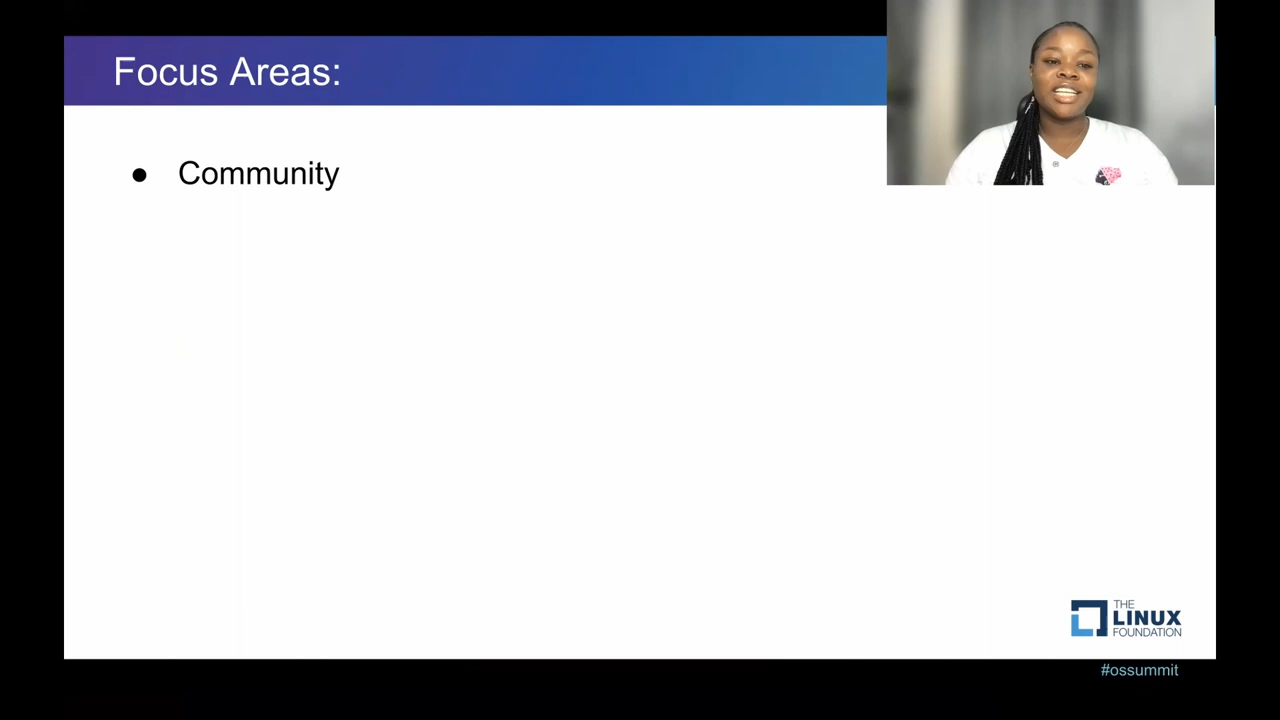 Focus Areas:
● Community
THE
LINUX
FOUNDATION
#ossummit